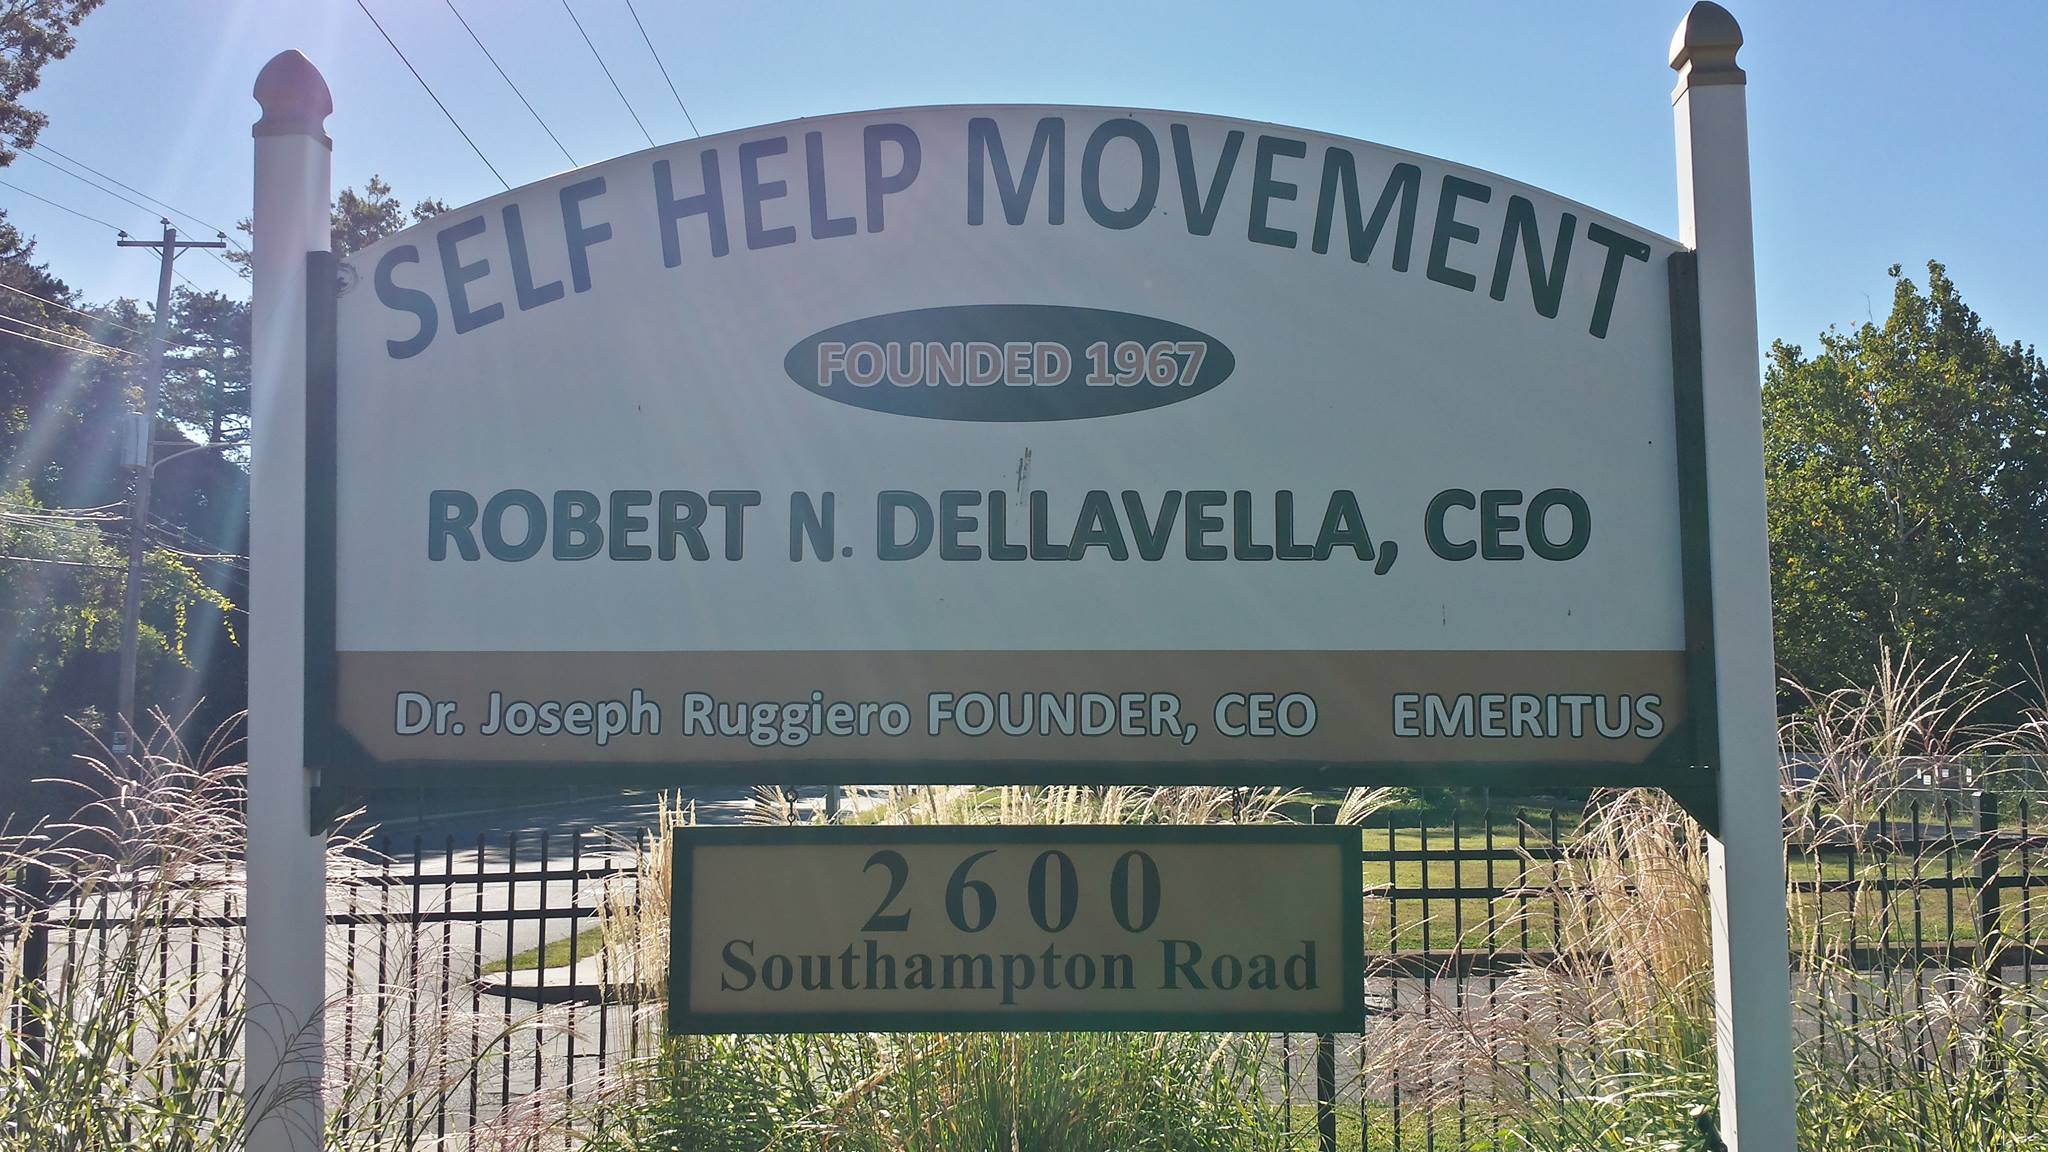 SELF HELP MOVEMENT
FOUNDED 1967
ROBERT N. DELLAVELLA, CEO
Dr. Joseph Ruggiero FOUNDER, CEO EMERITUS
2600
Southampton Road